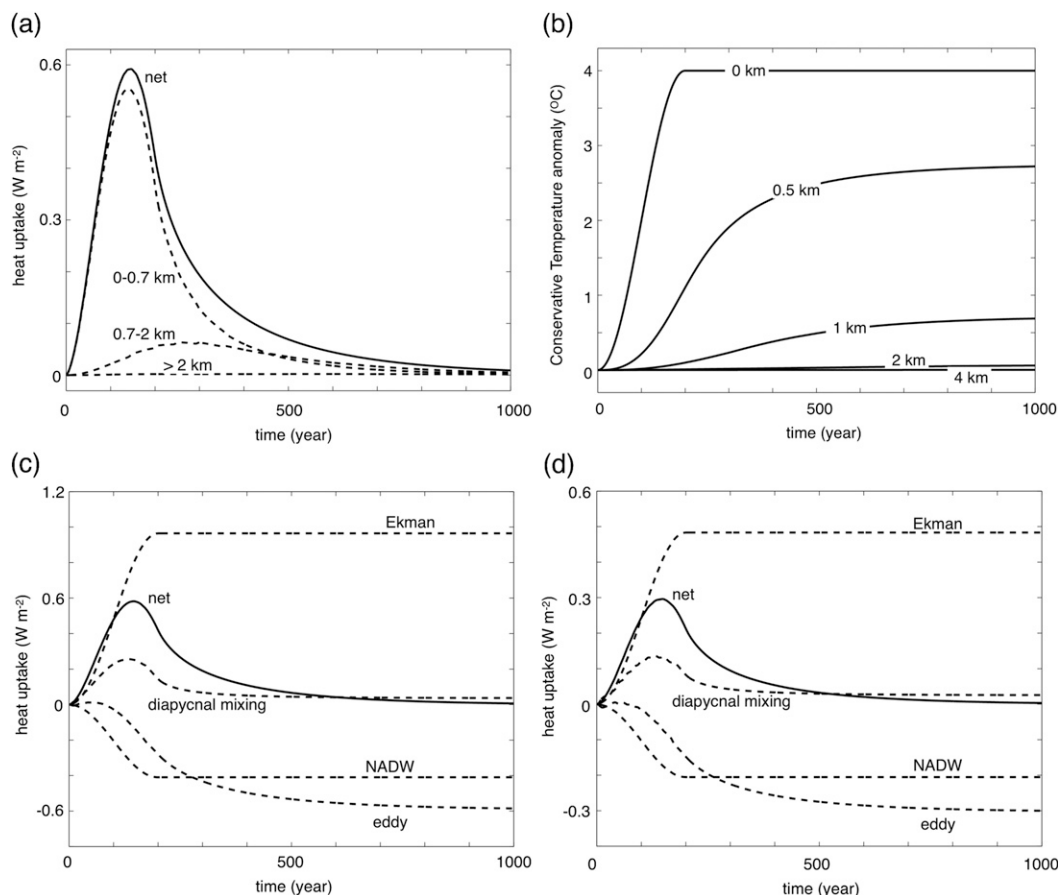 (a)
0.6
0.3
0
heat uptake (W m-2)
net
0-0.7 km
0.7-2 km
> 2 km
0
500
1000
time (year)
(b)
4
3
2
1
0
Conservative Temperature anomaly (°C)
0 km
0.5 km
1 km
2 km
4 km
0
500
1000
time (year)
(c)
1.2
0.6
0
-0.6
heat uptake (W m-2)
Ekman
net
diapycnal mixing
NADW
eddy
0
500
1000
time (year)
(d)
0.6
0.3
0
-0.3
heat uptake (W m-2)
Ekman
net
diapycnal mixing
NADW
eddy
0
500
1000
time (year)